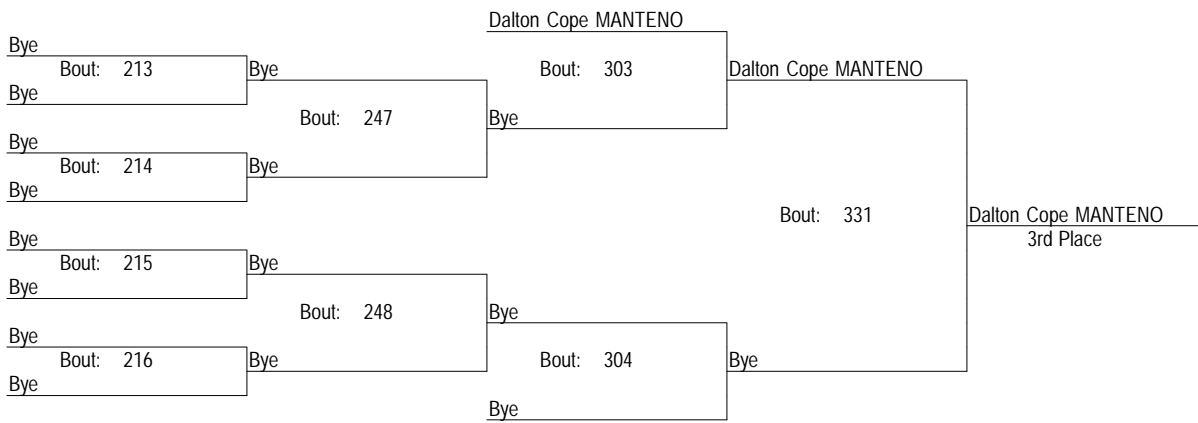 Dalton Cope MANTENO
Bye
Bout: 213
Bye
Bout: 303
Dalton Cope MANTENO
Bye
Bout: 247
Bye
Bye
Bout: 214
Bye
Bye
Bout: 331
Dalton Cope MANTENO
3rd Place
Bye
Bout: 215
Bye
Bye
Bout: 248
Bye
Bye
Bout: 216
Bye
Bout: 304
Bye
Bye
Bye